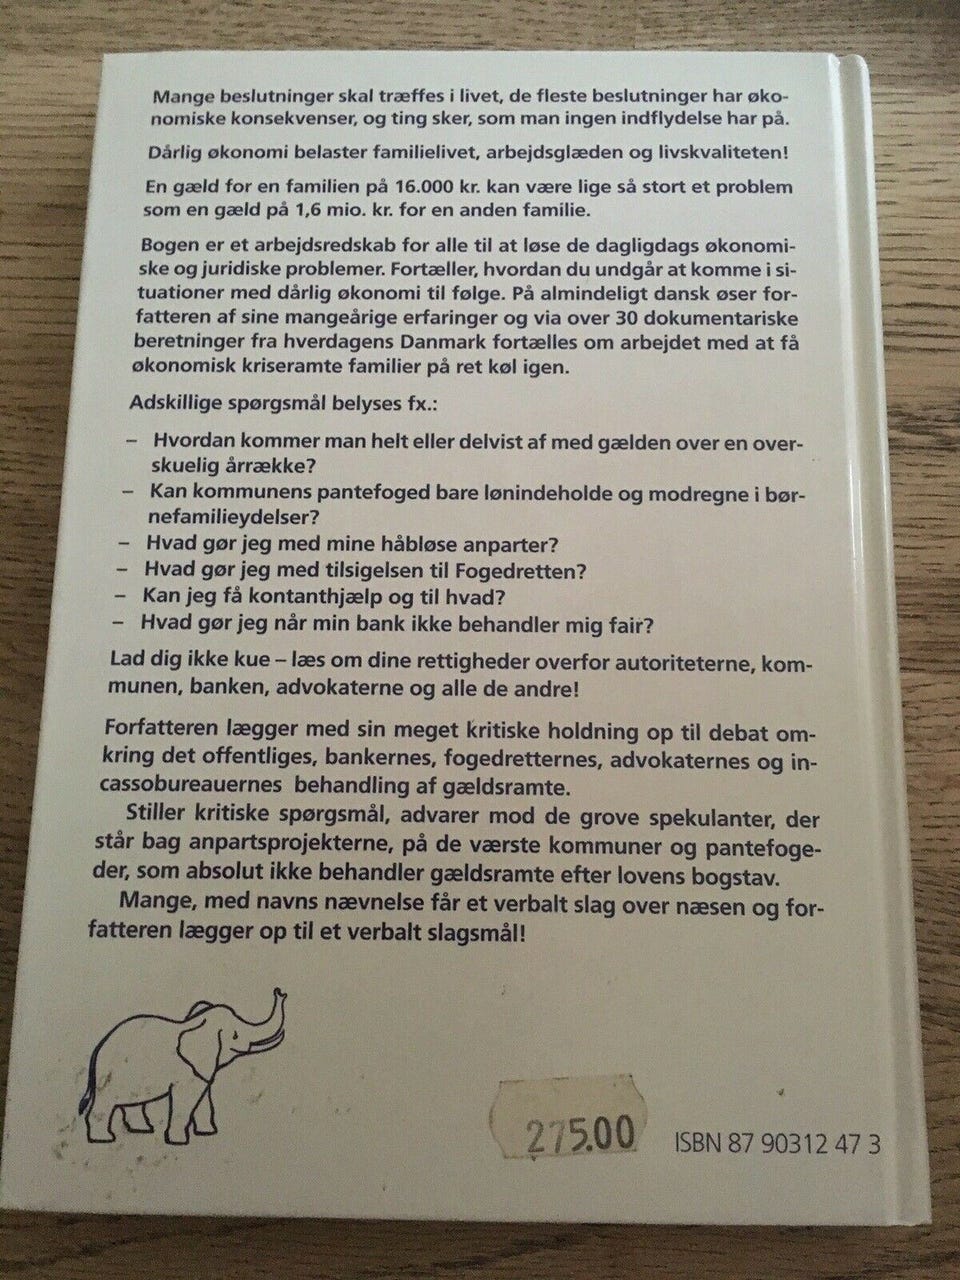 Mange beslutninger skal træffes i livet, de fleste beslutninger har øko-
nomiske konsekvenser, og ting sker, som man ingen indflydelse har på.
Dårlig økonomi belaster familielivet, arbejdsglæden og livskvaliteten!
En gæld for en familien på 16.000 kr. kan være lige så stort et problem
som en gæld på 1,6 mio. kr. for en anden familie.
Bogen er et arbejdsredskab for alle til at løse de dagligdags økonomi-
ske og juridiske problemer. Fortæller, hvordan du undgår at komme i si-
tuationer med dårlig økonomi til følge. På almindeligt dansk øser for-
fatteren af sine mangeårige erfaringer og via over 30 dokumentariske
beretninger fra hverdagens Danmark fortælles om arbejdet med at få
økonomisk kriseramte familier på ret køl igen.
Adskillige spørgsmål belyses fx.:
– Hvordan kommer man helt eller delvist af med gælden over en over-
skuelig årrække?
– Kan kommunens pantefoged bare lønindeholde og modregne i bør-
nefamilieydelser?
– Hvad gør jeg med mine håbløse anparter?
– Hvad gør jeg med tilsigelsen til Fogedretten?
– Kan jeg få kontanthjælp og til hvad?
– Hvad gør jeg når min bank ikke behandler mig fair?
Lad dig ikke kue – læs om dine rettigheder overfor autoriteterne, kom-
munen, banken, advokaterne og alle de andre!
Forfatteren lægger med sin meget kritiske holdning op til debat om-
kring det offentliges, bankernes, fogedretternes, advokaternes og in-
cassobureauernes behandling af gældsramte.
Stiller kritiske spørgsmål, advarer mod de grove spekulanter, der
står bag anpartsprojekterne, på de værste kommuner og pantefoge-
der, som absolut ikke behandler gældsramte efter lovens bogstav.
Mange, med navns nævnelse får et verbalt slag over næsen og for-
fatteren lægger op til et verbalt slagsmål!
275.00
ISBN 87 90312 47 3